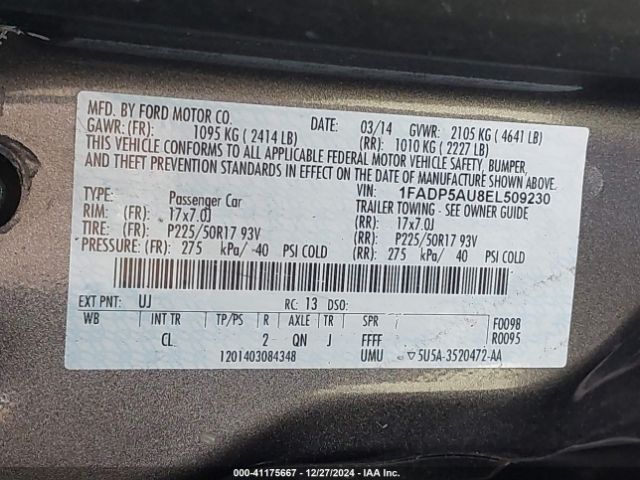 MFD. BY FORD MOTOR CO. DATE: 03/14 GVWR: 2105 KG ( 4641 LB)
GAWR: (FR): 1095 KG ( 2414 LB) (RR): 1010 KG ( 2227 LB)
THIS VEHICLE CONFORMS TO ALL APPLICABLE FEDERAL MOTOR VEHICLE SAFETY, BUMPER,
AND THEFT PREVENTION STANDARDS IN EFFECT ON THE DATE OF MANUFACTURE SHOWN ABOVE.
VIN: 1FADP5AU8EL509230
TYPE: Passenger Car TRAILER TOWING - SEE OWNER GUIDE
RIM: (FR): 17x7.0J (RR): 17x7.0J
TIRE: (FR): P225/50R17 93V (RR): P225/50R17 93V
PRESSURE: (FR): 275 kPa/ 40 PSI COLD (RR): 275 kPa/ 40 PSI COLD
EXT PNT: UJ RC: 13 DSO:
WB INT TR TP/PS R AXLE TR SPR F0098
CL 2 QN J FFFF R0095
1201403084348 UMU ▽5U5A-3520472-AA
000-41175667 - 12/27/2024 - IAA Inc.